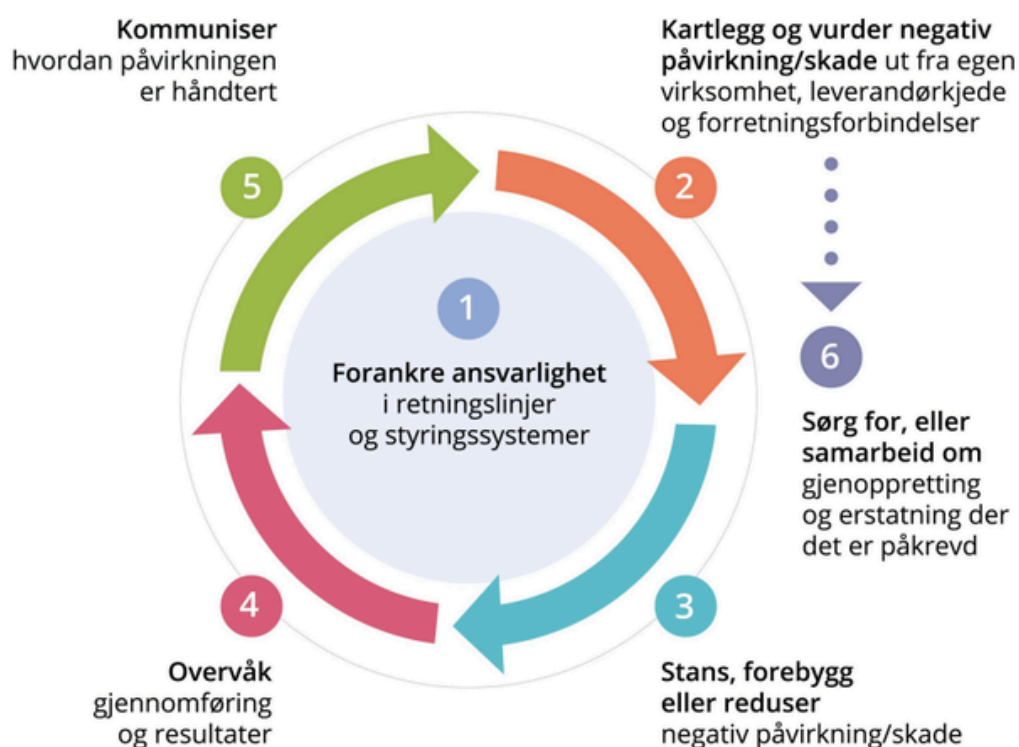 1
Forankre ansvarlighet
i retningslinjer
og styringssystemer
2
Kartlegg og vurder negativ
påvirkning/skade ut fra egen
virksomhet, leverandørkjede
og forretningsforbindelser
3
Stans, forebygg
eller reduser
negativ påvirkning/skade
4
Overvåk
gjennomføring
og resultater
5
Kommuniser
hvordan påvirkningen
er håndtert
6
Sørg for, eller
samarbeid om
gjenoppretting
og erstatning der
det er påkrevd